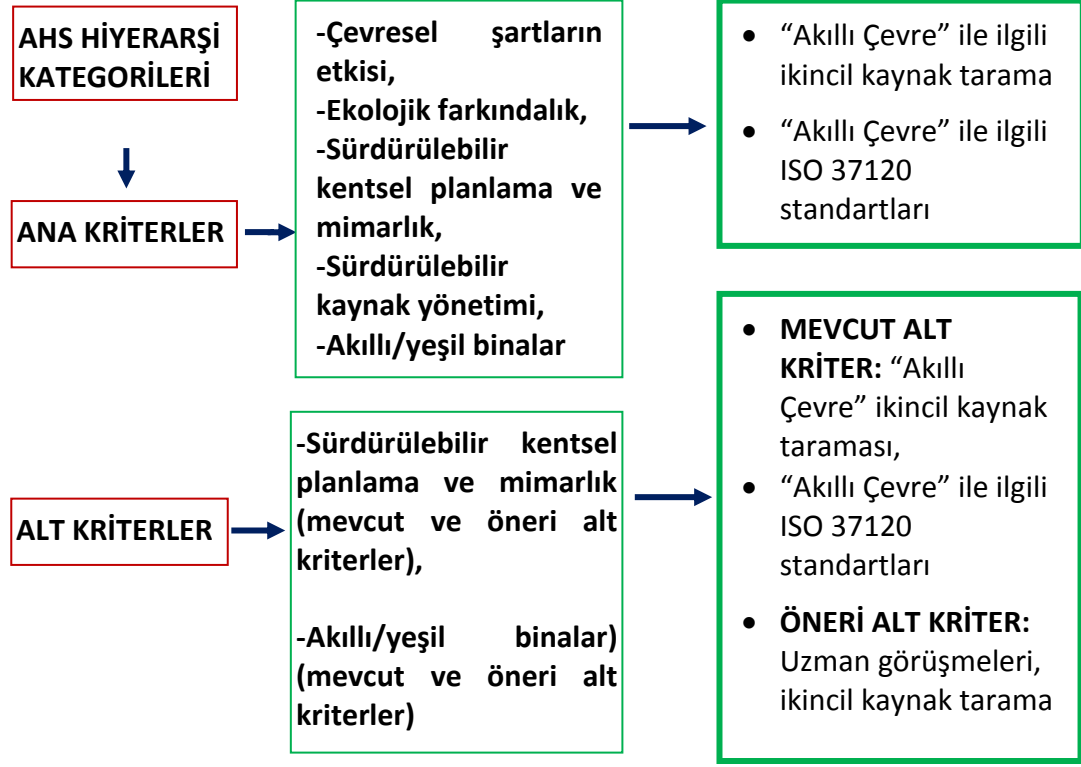 AHS HİYERARŞİ
KATEGORİLERİ
ANA KRİTERLER
-Çevresel şartların
etkisi,
-Ekolojik farkındalık,
-Sürdürülebilir
kentsel planlama ve
mimarlık,
-Sürdürülebilir
kaynak yönetimi,
-Akıllı/yeşil binalar
• “Akıllı Çevre” ile ilgili
ikincil kaynak tarama
• “Akıllı Çevre” ile ilgili
ISO 37120
standartları
ALT KRİTERLER
-Sürdürülebilir kentsel
planlama ve mimarlık
(mevcut ve öneri alt
kriterler),
-Akıllı/yeşil binalar)
(mevcut ve öneri alt
kriterler)
• MEVCUT ALT
KRİTER: “Akıllı
Çevre” ikincil kaynak
taraması,
• “Akıllı Çevre” ile ilgili
ISO 37120
standartları
• ÖNERİ ALT KRİTER:
Uzman görüşmeleri,
ikincil kaynak tarama